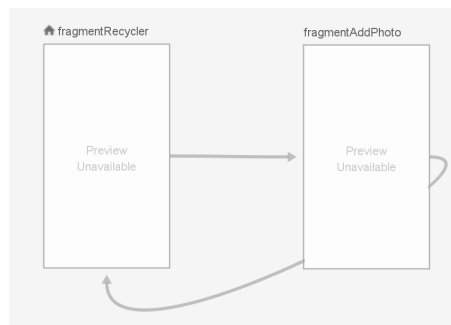 fragmentRecycler
fragmentAddPhoto
Preview
Unavailable
Preview
Unavailable